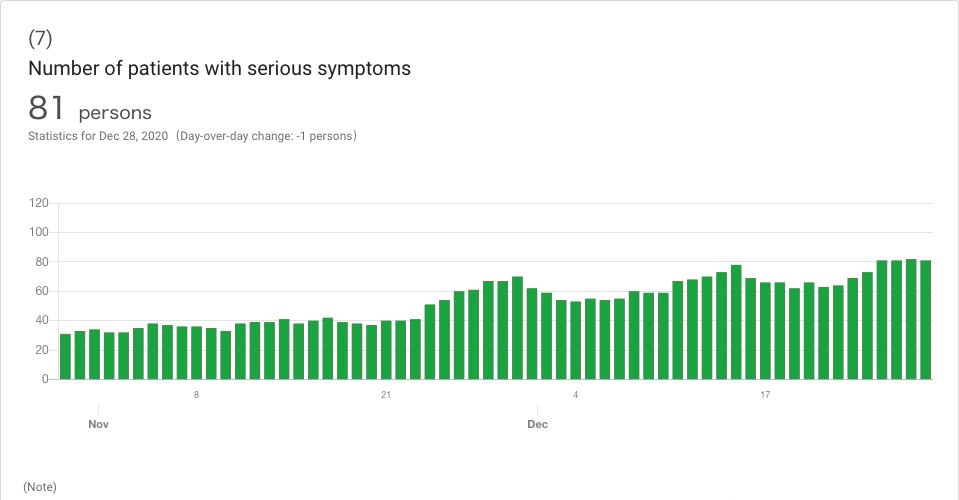 (7)
Number of patients with serious symptoms
81 persons
Statistics for Dec 28, 2020（Day-over-day change: -1 persons）
120
100
80
60
40
20
0
8 21 4 17
Nov Dec
(Note)